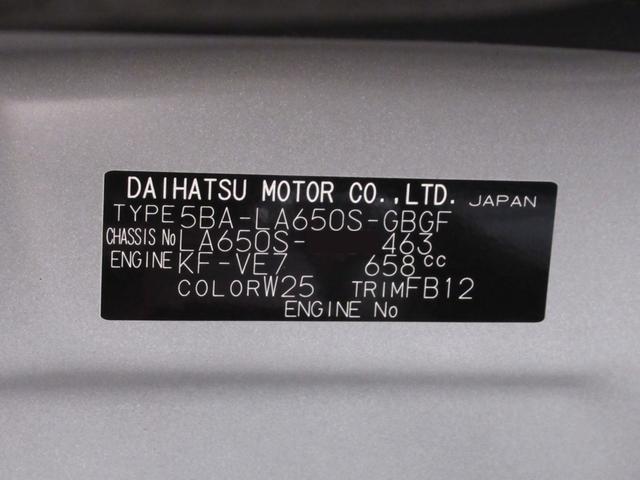 DAIHATSU MOTOR CO.,LTD. JAPAN
TYPE 5BA-LA650S-GBGF
CHASSIS No LA650S- 463
ENGINE KF-VE7 658cc
COLOR W25 TRIM FB12
ENGINE No